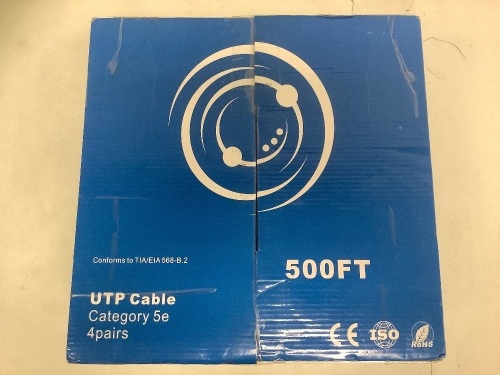 Conforms to TIA/EIA 568-B.2
500FT
UTP Cable
Category 5e
4pairs
CE ISO RoHS